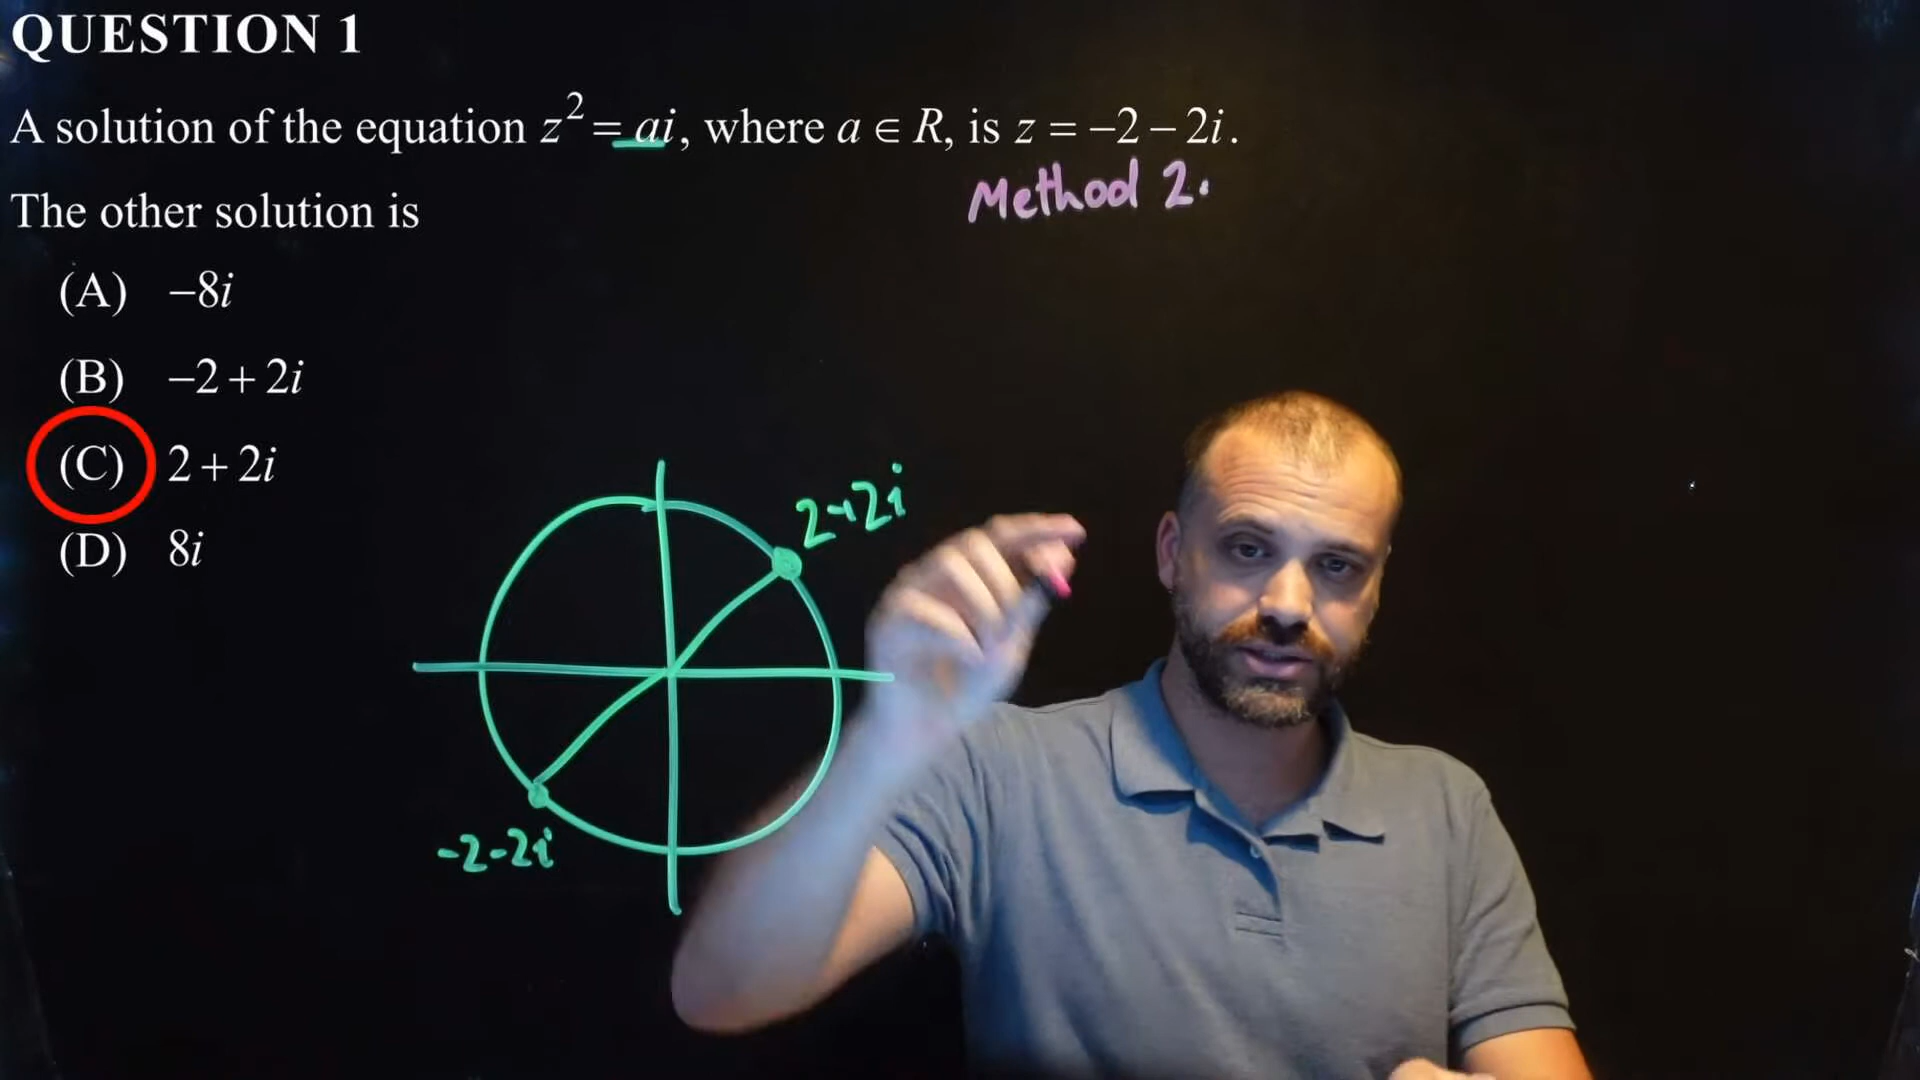 QUESTION 1
A solution of the equation z² = ai, where a ∈ R, is z = −2 − 2i.
Method 2.
The other solution is
(A) −8i
(B) −2 + 2i
(C) 2 + 2i
(D) 8i
2+2i
-2-2i